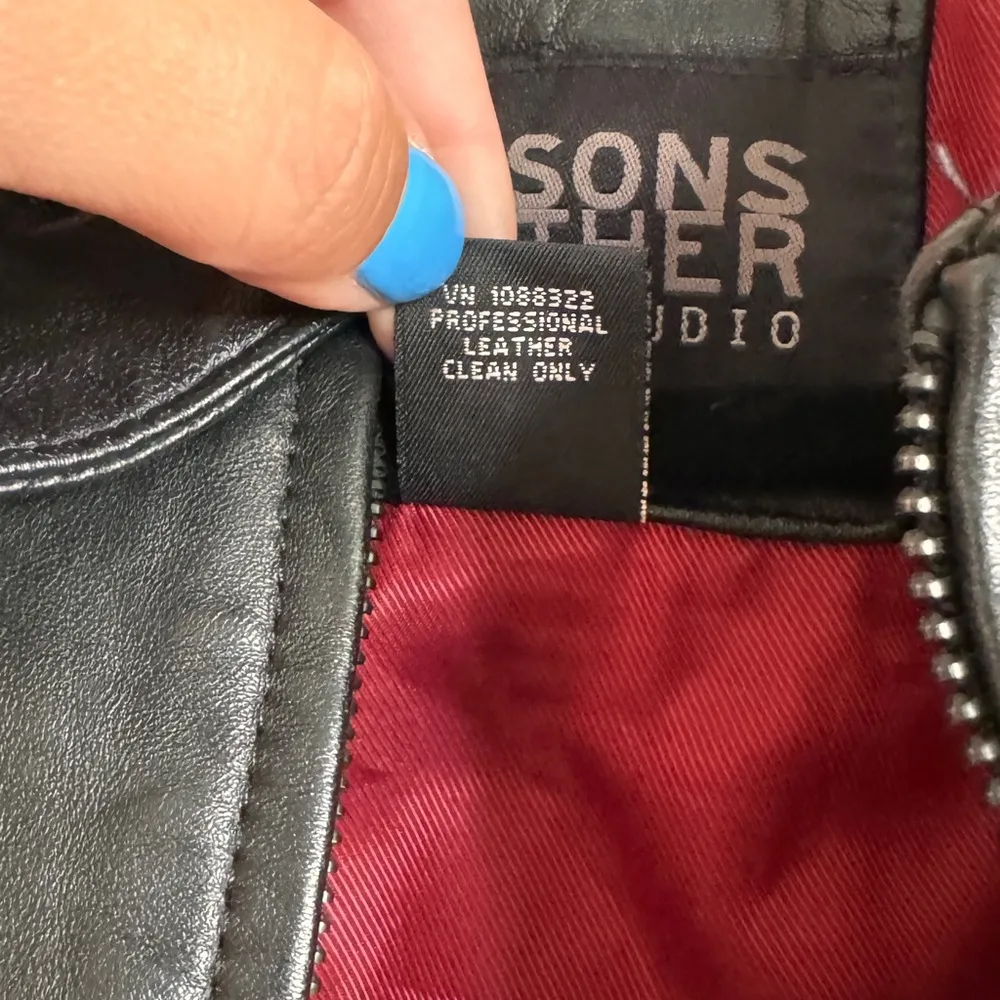 SONS
THER
UDIO
VN 1088322
PROFESSIONAL
LEATHER
CLEAN ONLY